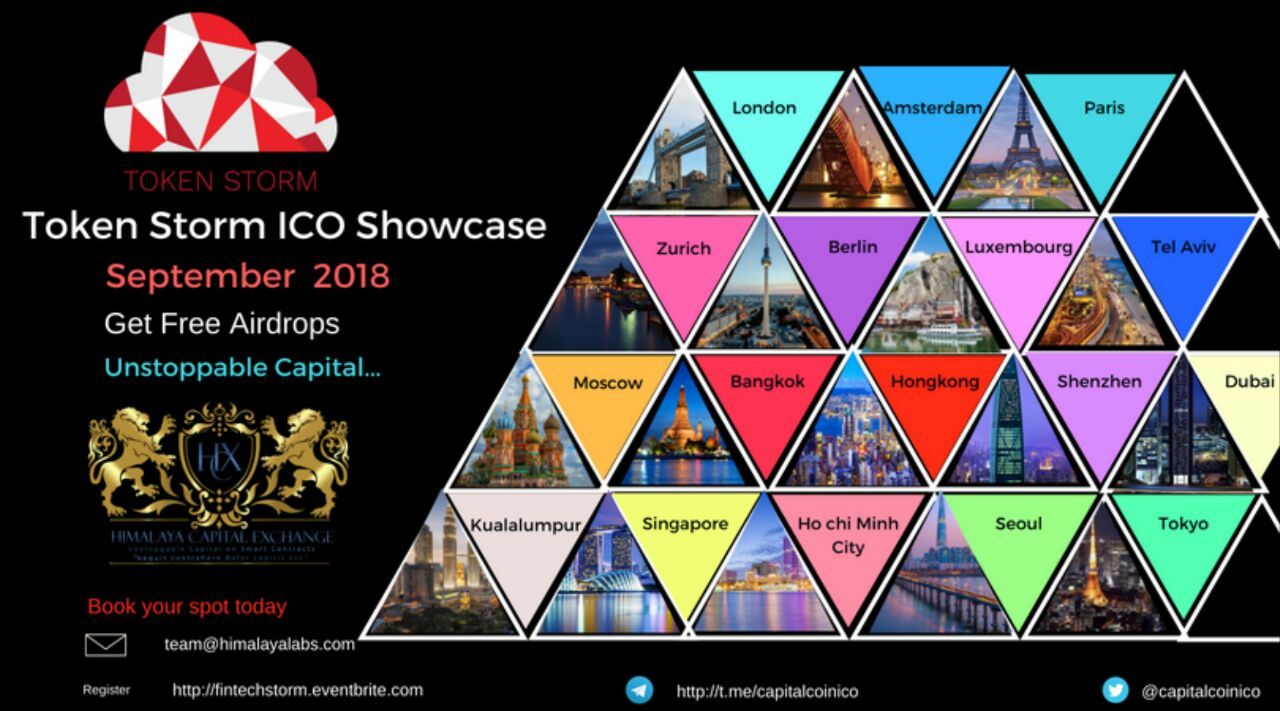 TOKEN STORM
Token Storm ICO Showcase
September 2018
Get Free Airdrops
Unstoppable Capital...
HXC
HIMALAYA CAPITAL EXCHANGE
Unstoppable Capital on Smart Contracts
Book your spot today
team@himalayalabs.com
Register
http://fintechstorm.eventbrite.com
London
Amsterdam
Paris
Zurich
Berlin
Luxembourg
Tel Aviv
Moscow
Bangkok
Hongkong
Shenzhen
Dubai
Kualalumpur
Singapore
Ho chi Minh
City
Seoul
Tokyo
http://t.me/capitalcoinico
@capitalcoinico